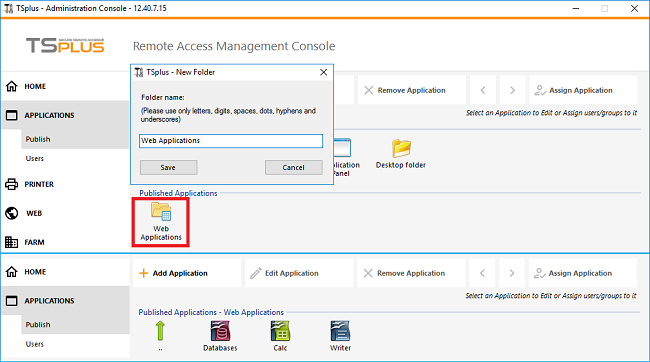 TSplus - Administration Console - 12.40.7.15
TSPLUS
Remote Access Management Console
HOME
APPLICATIONS
Publish
Users
PRINTER
WEB
FARM
TSplus - New Folder
Folder name:
(Please use only letters, digits, spaces, dots, hyphens and
underscores)
Web Applications
Save
Cancel
Remove Application
Assign Application
Select an Application to Edit or Assign users/groups to it
plication
Panel
Desktop folder
Published Applications
Web
Applications
HOME
APPLICATIONS
Publish
Users
Add Application
Edit Application
Remove Application
Assign Application
Select an Application to Edit or Assign users/groups to it
Published Applications - Web Applications
..
Databases
Calc
Writer